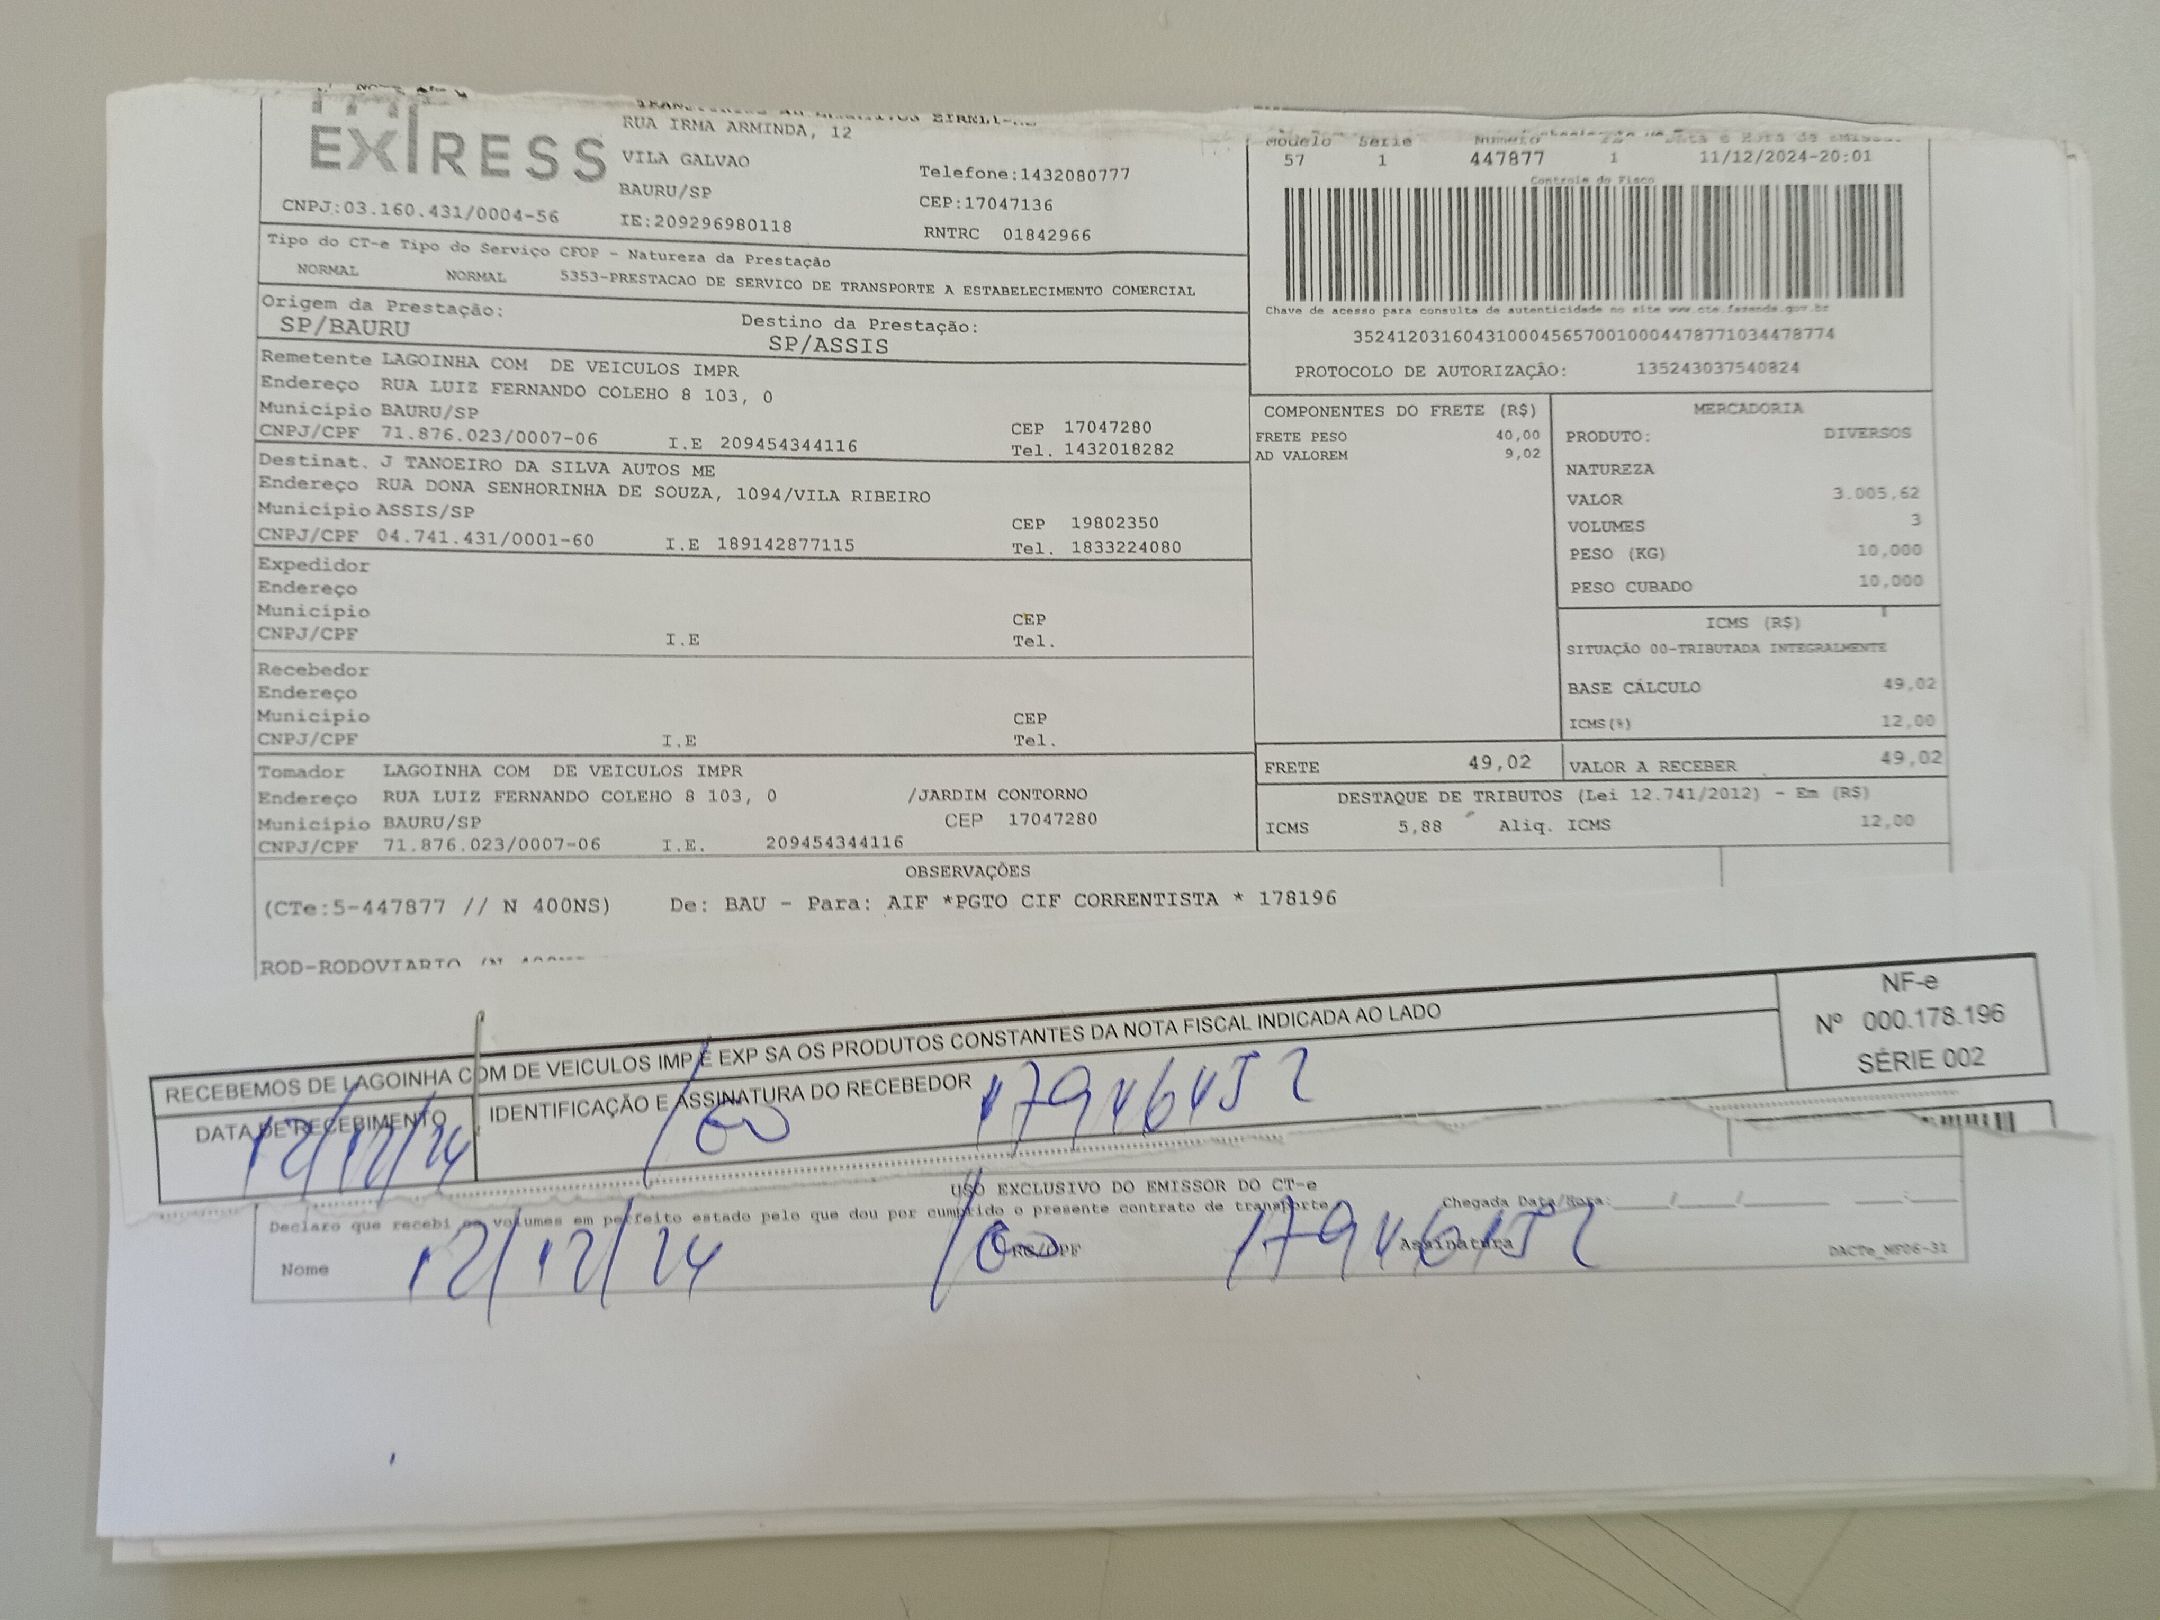 EXPRESS
RUA IRMA ARMINDA, 12
VILA GALVAO
BAURU/SP
Telefone:1432080777
CEP:17047136
CNPJ:03.160.431/0004-56
IE:209296980118
RNTRC 01842966
Modelo Serie Numero
57 1 447877 1 11/12/2024-20:01
Controle do Fisco
Chave de acesso para consulta de autenticidade no site www.cte.fazenda.gov.br
35241203160431000456570010004478771034478774
PROTOCOLO DE AUTORIZAÇÃO: 135243037540824
Tipo do CT-e Tipo do Serviço CFOP - Natureza da Prestação
NORMAL NORMAL 5353-PRESTACAO DE SERVICO DE TRANSPORTE A ESTABELECIMENTO COMERCIAL
Origem da Prestação:
SP/BAURU
Destino da Prestação:
SP/ASSIS
Remetente LAGOINHA COM DE VEICULOS IMPR
Endereço RUA LUIZ FERNANDO COLEHO 8 103, 0
Município BAURU/SP
CEP 17047280
CNPJ/CPF 71.876.023/0007-06 I.E 209454344116 Tel. 1432018282
Destinat. J TANOEIRO DA SILVA AUTOS ME
Endereço RUA DONA SENHORINHA DE SOUZA, 1094/VILA RIBEIRO
Município ASSIS/SP
CEP 19802350
CNPJ/CPF 04.741.431/0001-60 I.E 189142877115 Tel. 1833224080
Expedidor
Endereço
Município CEP
CNPJ/CPF I.E Tel.
Recebedor
Endereço
Município CEP
CNPJ/CPF I.E Tel.
Tomador LAGOINHA COM DE VEICULOS IMPR
Endereço RUA LUIZ FERNANDO COLEHO 8 103, 0 /JARDIM CONTORNO
Município BAURU/SP CEP 17047280
CNPJ/CPF 71.876.023/0007-06 I.E. 209454344116
COMPONENTES DO FRETE (R$)
FRETE PESO 40,00
AD VALOREM 9,02
MERCADORIA
PRODUTO: DIVERSOS
NATUREZA
VALOR 3.005,62
VOLUMES 3
PESO (KG) 10,000
PESO CUBADO 10,000
ICMS (R$)
SITUAÇÃO 00-TRIBUTADA INTEGRALMENTE
BASE CÁLCULO 49,02
ICMS(%) 12,00
FRETE 49,02 VALOR A RECEBER 49,02
DESTAQUE DE TRIBUTOS (Lei 12.741/2012) - Em (R$)
ICMS 5,88 Aliq. ICMS 12,00
OBSERVAÇÕES
(CTe:5-447877 // N 400NS) De: BAU - Para: AIF *PGTO CIF CORRENTISTA * 178196
ROD-RODOVIARIO
RECEBEMOS DE LAGOINHA COM DE VEICULOS IMP E EXP SA OS PRODUTOS CONSTANTES DA NOTA FISCAL INDICADA AO LADO
NF-e
Nº 000.178.196
SÉRIE 002
DATA DE RECEBIMENTO
IDENTIFICAÇÃO E ASSINATURA DO RECEBEDOR
12/12/24
USO EXCLUSIVO DO EMISSOR DO CT-e
Declaro que recebi os volumes em perfeito estado pelo que dou por cumprido o presente contrato de transporte
Chegada Data/Hora: / / :
Nome RG/CPF Assinatura DACTe_NF06-31
12/12/24